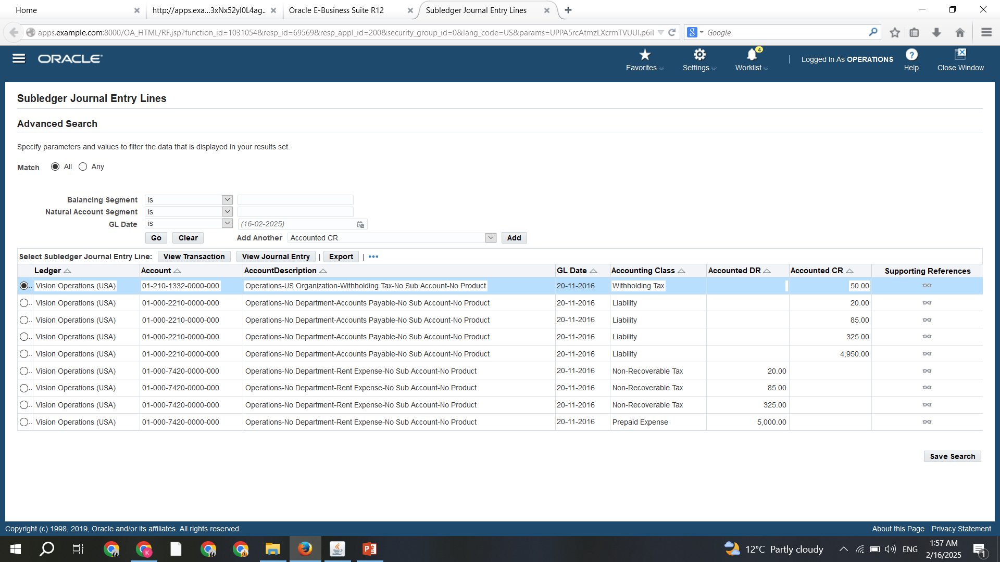 Home
http://apps.exa...3xNx52yI0L4ag..
Oracle E-Business Suite R12
Subledger Journal Entry Lines
apps.example.com:8000/OA_HTML/RF.jsp?function_id=1031054&resp_id=69569&resp_appl_id=200&security_group_id=0&lang_code=US&params=UPPA5rcAtmzLXcrmTVUUI.p6iI
Google
ORACLE
Favorites
Settings
4
Worklist
Logged In As OPERATIONS
Help
Close Window
Subledger Journal Entry Lines
Advanced Search
Specify parameters and values to filter the data that is displayed in your results set.
Match All Any
Balancing Segment is
Natural Account Segment is
GL Date is (16-02-2025)
Go Clear Add Another Accounted CR Add
Select Subledger Journal Entry Line: View Transaction View Journal Entry | Export | •••
Ledger Account AccountDescription GL Date Accounting Class Accounted DR Accounted CR Supporting References
Vision Operations (USA) 01-210-1332-0000-000 Operations-US Organization-Withholding Tax-No Sub Account-No Product 20-11-2016 Withholding Tax 50.00
Vision Operations (USA) 01-000-2210-0000-000 Operations-No Department-Accounts Payable-No Sub Account-No Product 20-11-2016 Liability 20.00
Vision Operations (USA) 01-000-2210-0000-000 Operations-No Department-Accounts Payable-No Sub Account-No Product 20-11-2016 Liability 85.00
Vision Operations (USA) 01-000-2210-0000-000 Operations-No Department-Accounts Payable-No Sub Account-No Product 20-11-2016 Liability 325.00
Vision Operations (USA) 01-000-2210-0000-000 Operations-No Department-Accounts Payable-No Sub Account-No Product 20-11-2016 Liability 4,950.00
Vision Operations (USA) 01-000-7420-0000-000 Operations-No Department-Rent Expense-No Sub Account-No Product 20-11-2016 Non-Recoverable Tax 20.00
Vision Operations (USA) 01-000-7420-0000-000 Operations-No Department-Rent Expense-No Sub Account-No Product 20-11-2016 Non-Recoverable Tax 85.00
Vision Operations (USA) 01-000-7420-0000-000 Operations-No Department-Rent Expense-No Sub Account-No Product 20-11-2016 Non-Recoverable Tax 325.00
Vision Operations (USA) 01-000-7420-0000-000 Operations-No Department-Rent Expense-No Sub Account-No Product 20-11-2016 Prepaid Expense 5,000.00
Save Search
Copyright (c) 1998, 2019, Oracle and/or its affiliates. All rights reserved.
About this Page Privacy Statement
12°C Partly cloudy
ENG
1:57 AM
2/16/2025
1